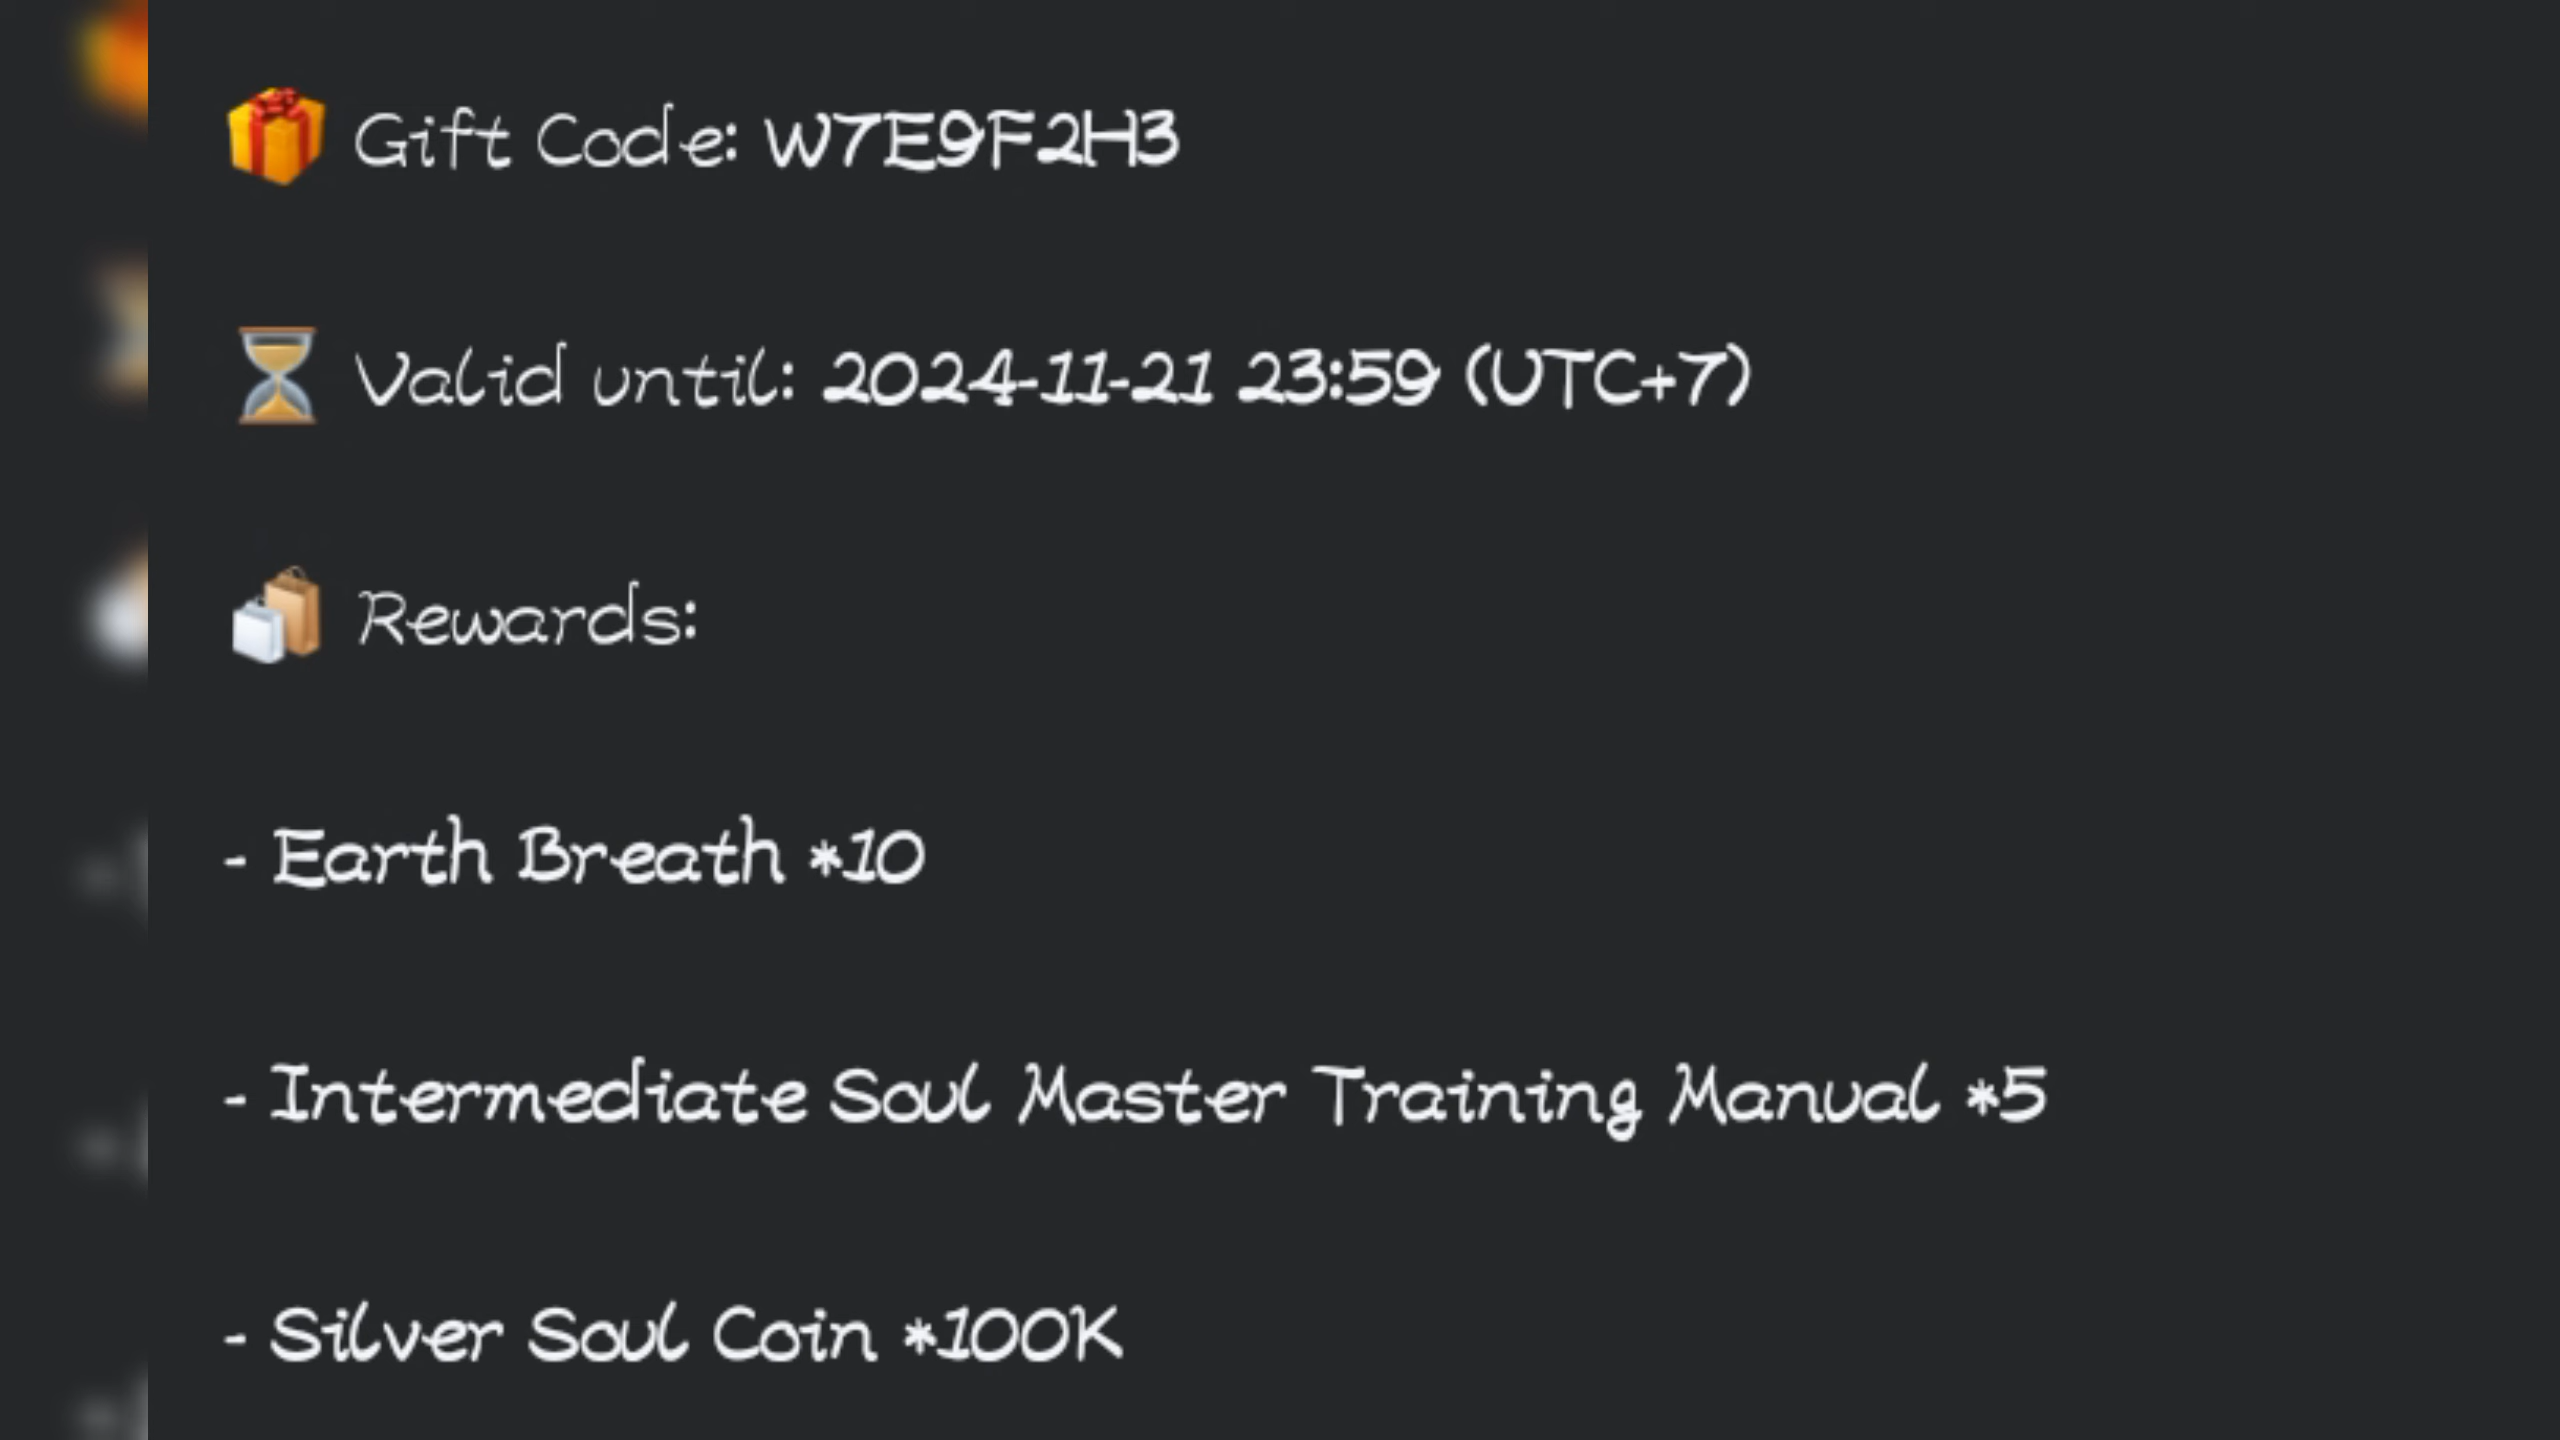 🎁 Gift Code: W7E9F2H3
⏳ Valid until: 2024-11-21 23:59 (UTC+7)
🛍️ Rewards:
- Earth Breath *10
- Intermediate Soul Master Training Manual *5
- Silver Soul Coin *100K